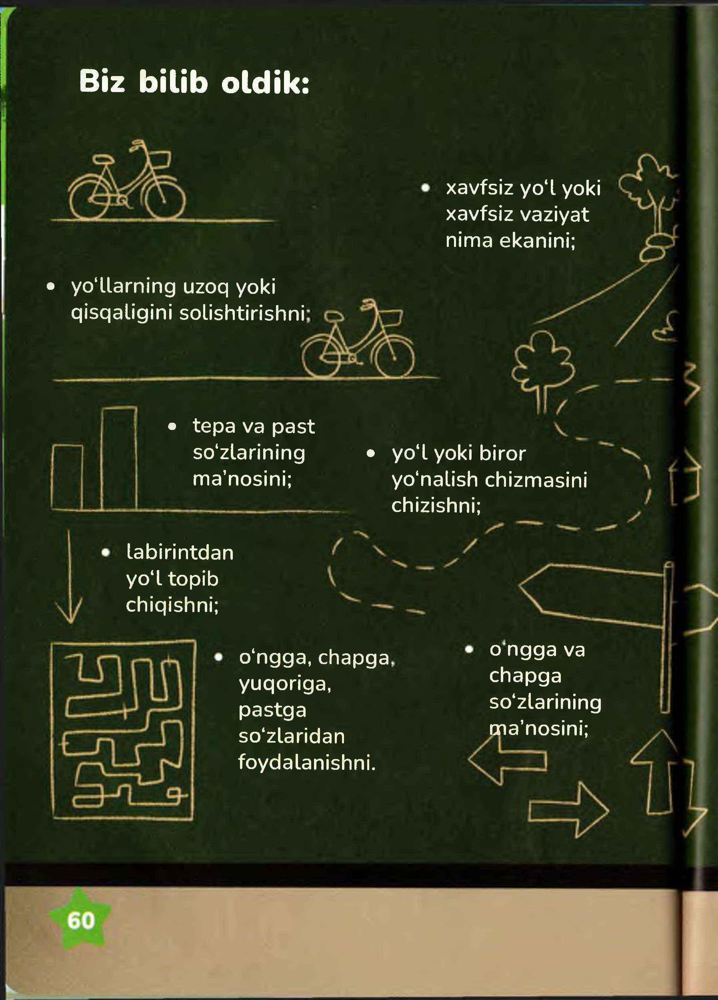 Biz bilib oldik:
• xavfsiz yo‘l yoki
xavfsiz vaziyat
nima ekanini;
• yo‘llarning uzoq yoki
qisqaligini solishtirishni;
• tepa va past
so‘zlarining
ma’nosini;
• yo‘l yoki biror
yo‘nalish chizmasini
chizishni;
• labirintdan
yo‘l topib
chiqishni;
• o‘ngga, chapga,
yuqoriga,
pastga
so‘zlaridan
foydalanishni.
• o‘ngga va
chapga
so‘zlarining
ma’nosini;
60